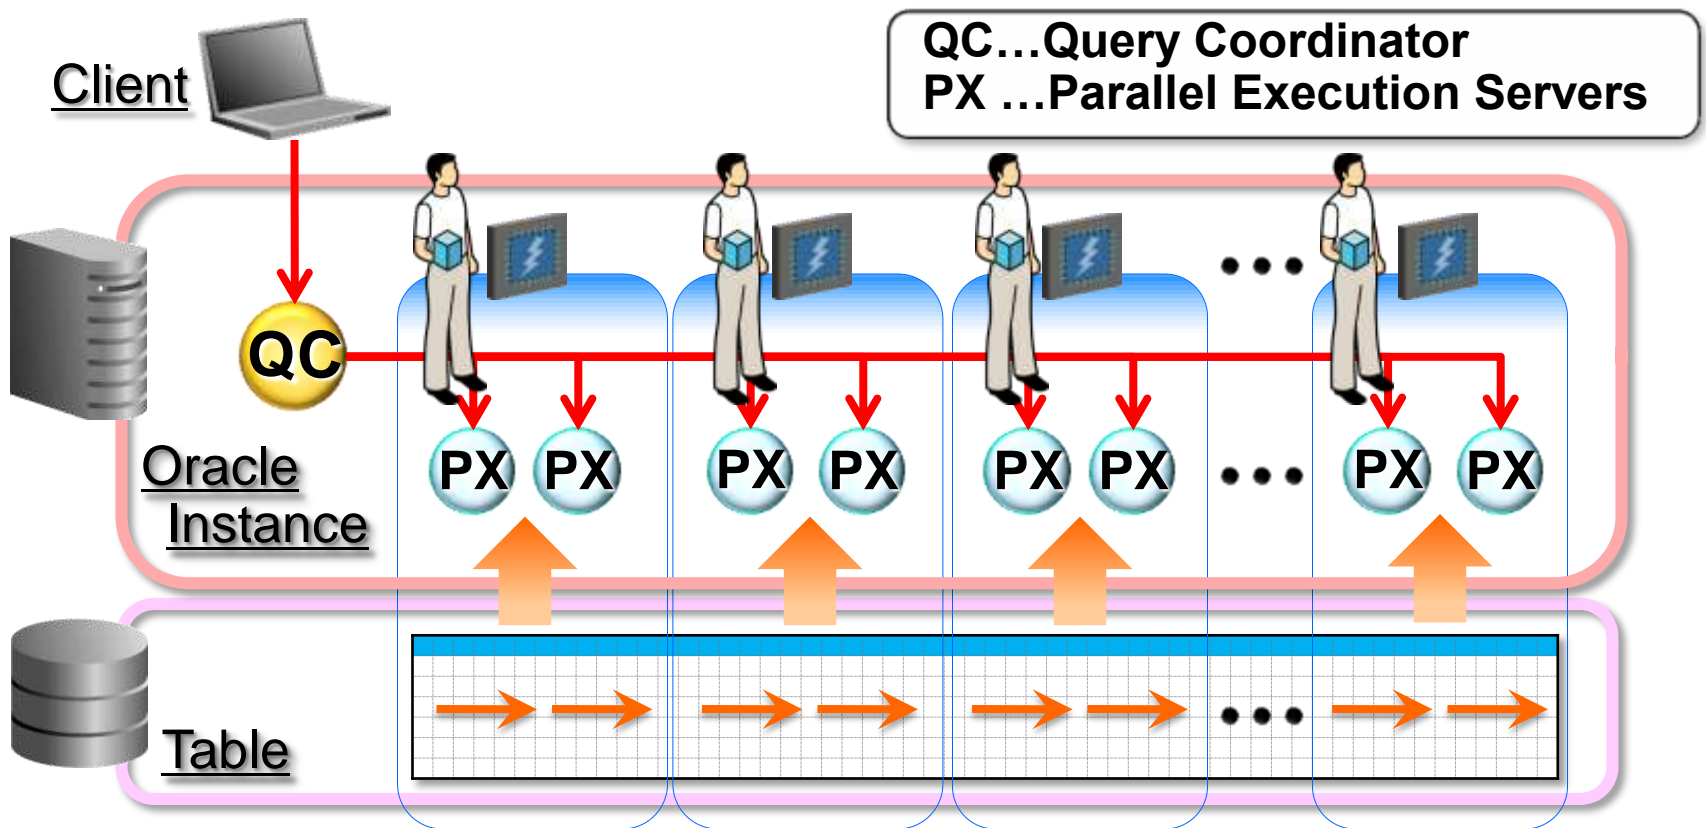 QC…Query Coordinator
PX …Parallel Execution Servers
Client
QC
Oracle
Instance
PX PX PX PX PX PX PX PX
Table